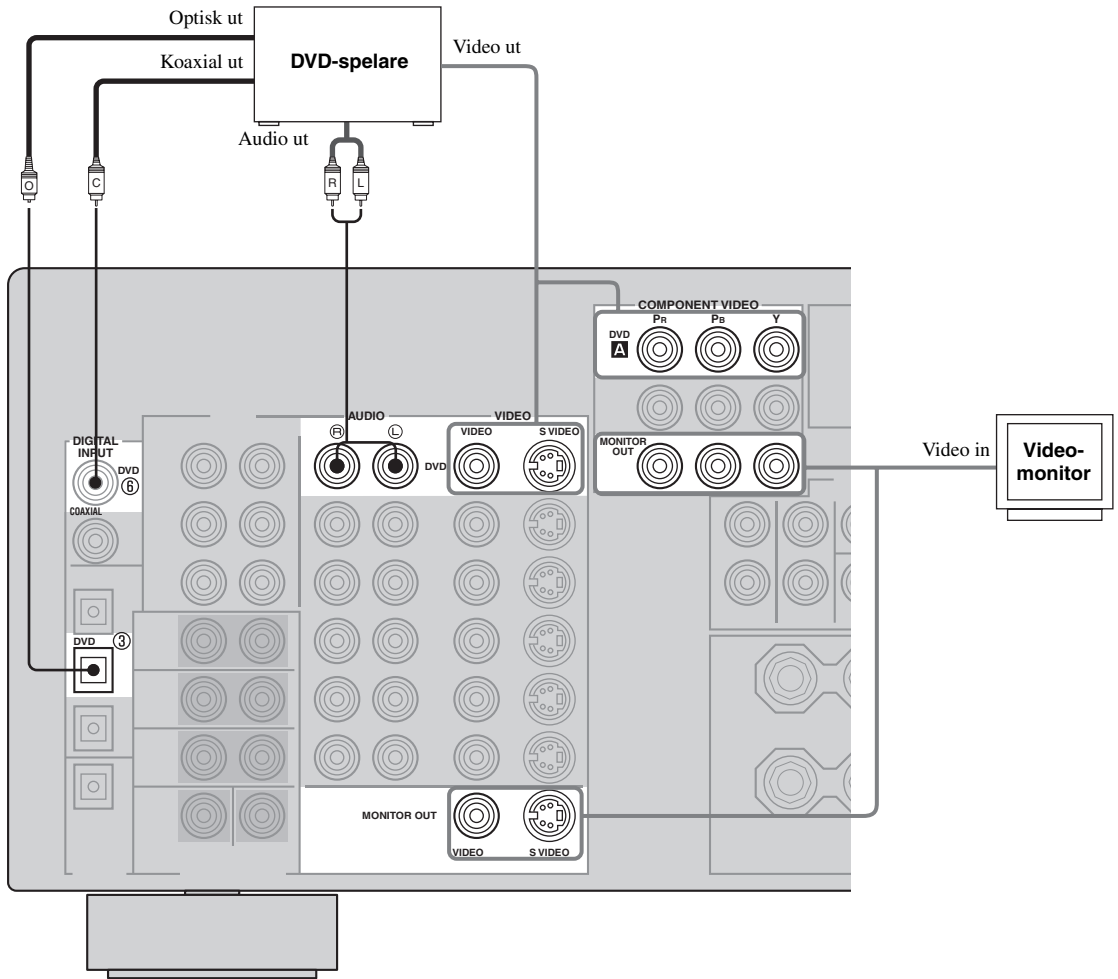 Optisk ut
Koaxial ut
DVD-spelare
Video ut
Audio ut
O
C
R
L
COMPONENT VIDEO
PR
PB
Y
DVD
A
AUDIO
R
L
VIDEO
VIDEO
S VIDEO
DVD
MONITOR
OUT
Video in
Video-
monitor
DIGITAL
INPUT
DVD
⑥
COAXIAL
DVD
③
MONITOR OUT
VIDEO
S VIDEO